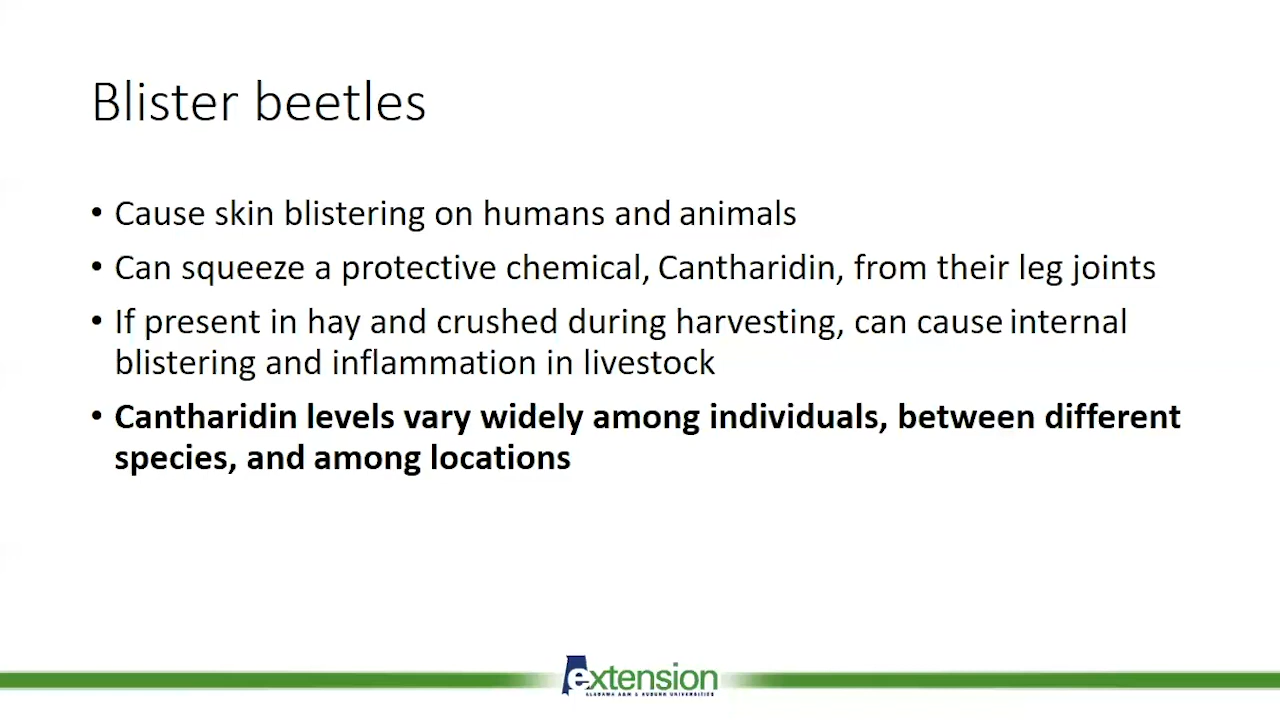 Blister beetles
• Cause skin blistering on humans and animals
• Can squeeze a protective chemical, Cantharidin, from their leg joints
• If present in hay and crushed during harvesting, can cause internal
blistering and inflammation in livestock
• Cantharidin levels vary widely among individuals, between different
species, and among locations
extension
ALABAMA A&M & AUBURN UNIVERSITIES